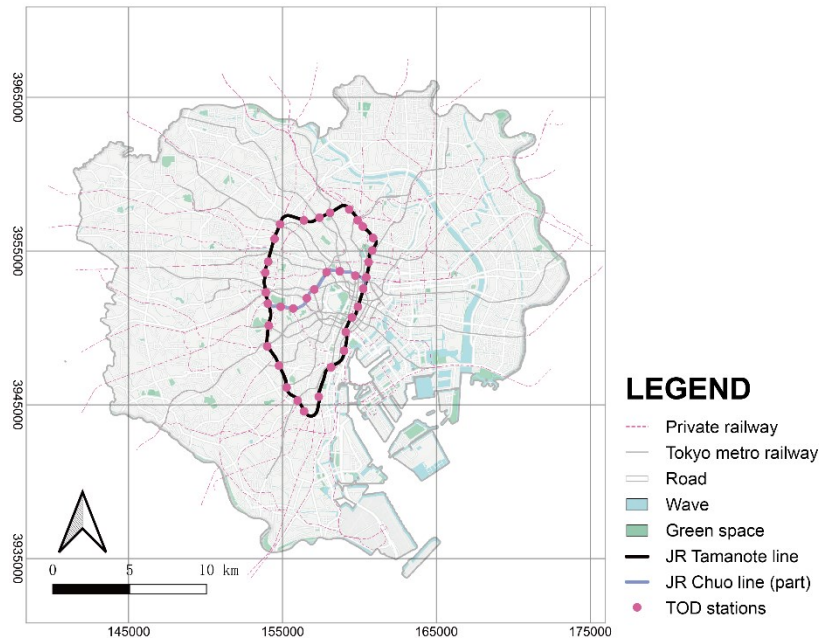 3965000
3955000
3945000
3935000
0 5 10 km
145000 155000 165000 175000
LEGEND
Private railway
Tokyo metro railway
Road
Wave
Green space
JR Tamanote line
JR Chuo line (part)
TOD stations